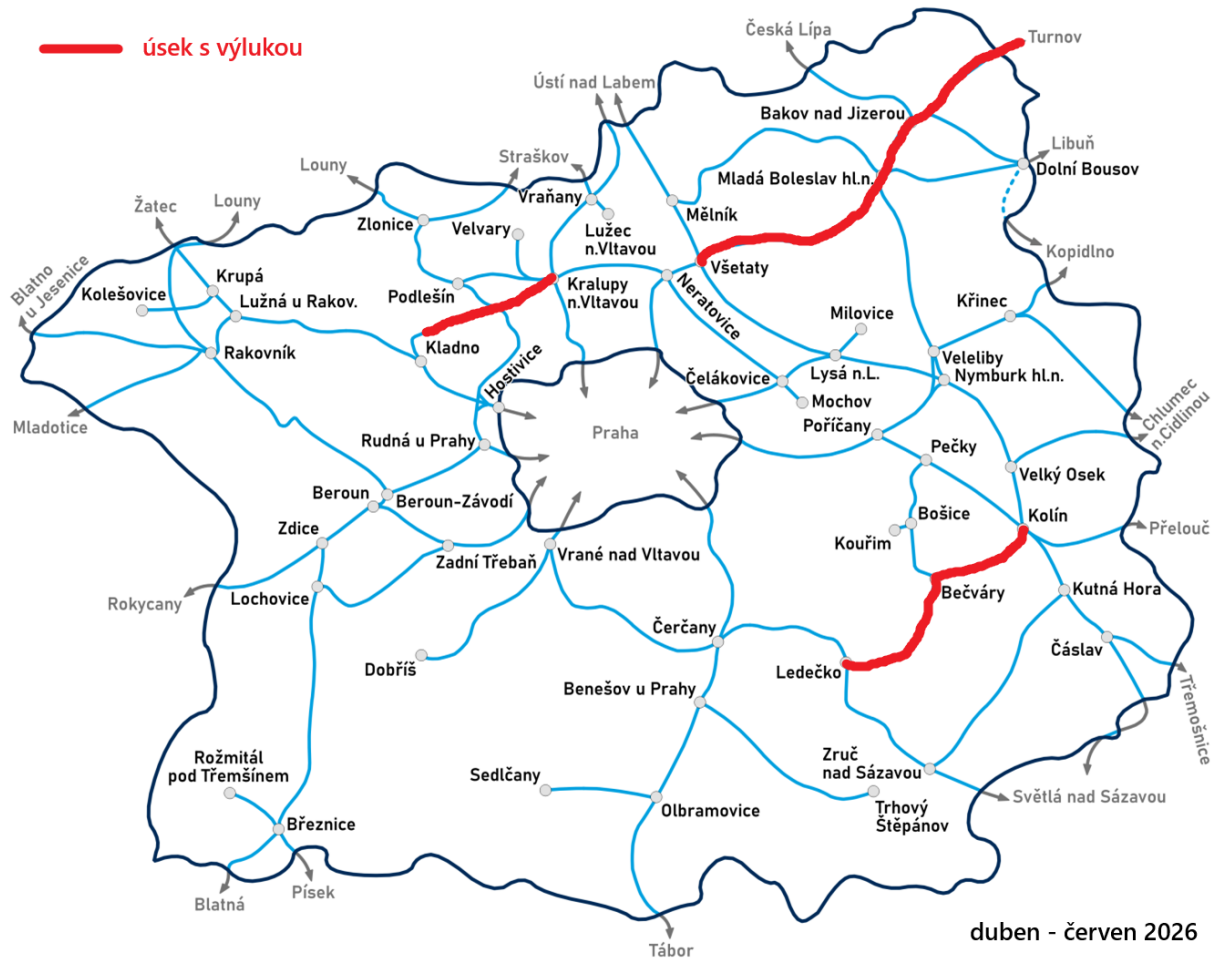 úsek s výlukou
Česká Lípa
Turnov
Ústí nad Labem
Bakov nad Jizerou
Libuň
Dolní Bousov
Straškov
Louny
Mladá Boleslav hl.n.
Vraňany
Mělník
Louny
Žatec
Zlonice
Velvary
Lužec
n.Vltavou
Kopidlno
Všetaty
Blatno
u Jesenice
Krupá
Kolešovice
Lužná u Rakov.
Podlešín
Kralupy
n.Vltavou
Neratovice
Křinec
Milovice
Rakovník
Kladno
Hostivice
Čelákovice
Lysá n.L.
Veleliby
Nymburk hl.n.
Mochov
Chlumec
n.Cidlinou
Mladotice
Praha
Poříčany
Rudná u Prahy
Pečky
Velký Osek
Beroun
Beroun-Závodí
Bošice
Kolín
Přelouč
Kouřim
Zdice
Zadní Třebaň
Vrané nad Vltavou
Bečváry
Kutná Hora
Rokycany
Lochovice
Čerčany
Čáslav
Dobříš
Ledečko
Benešov u Prahy
Třemošnice
Rožmitál
pod Třemšínem
Sedlčany
Zruč
nad Sázavou
Světlá nad Sázavou
Olbramovice
Trhový
Štěpánov
Březnice
Písek
Blatná
Tábor
duben - červen 2026